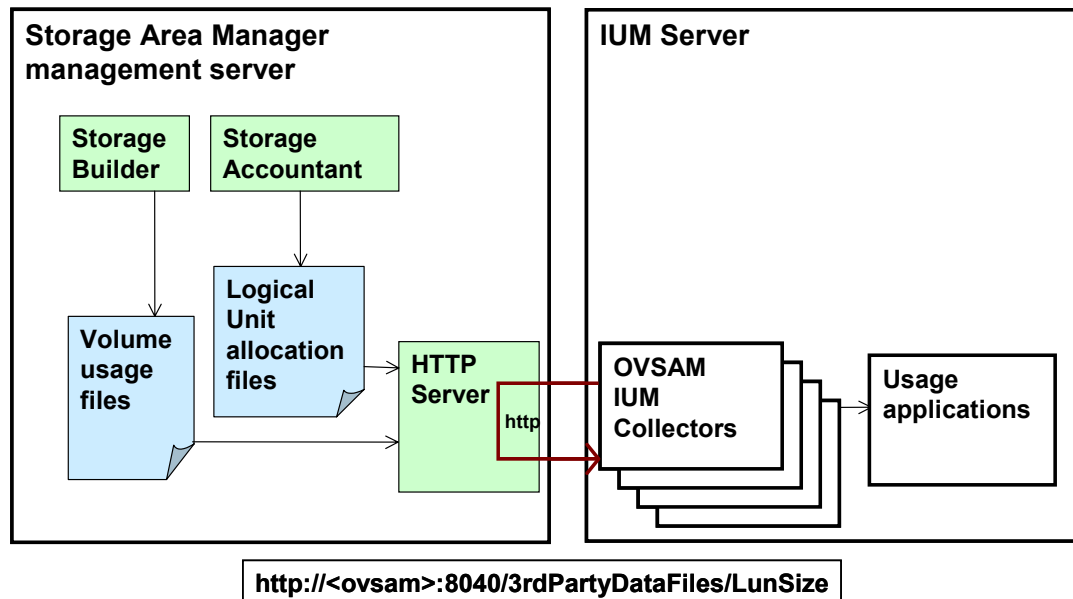 Storage Area Manager
management server
IUM Server
Storage
Builder
Storage
Accountant
Volume
usage
files
Logical
Unit
allocation
files
HTTP
Server
http
OVSAM
IUM
Collectors
Usage
applications
http://<ovsam>:8040/3rdPartyDataFiles/LunSize